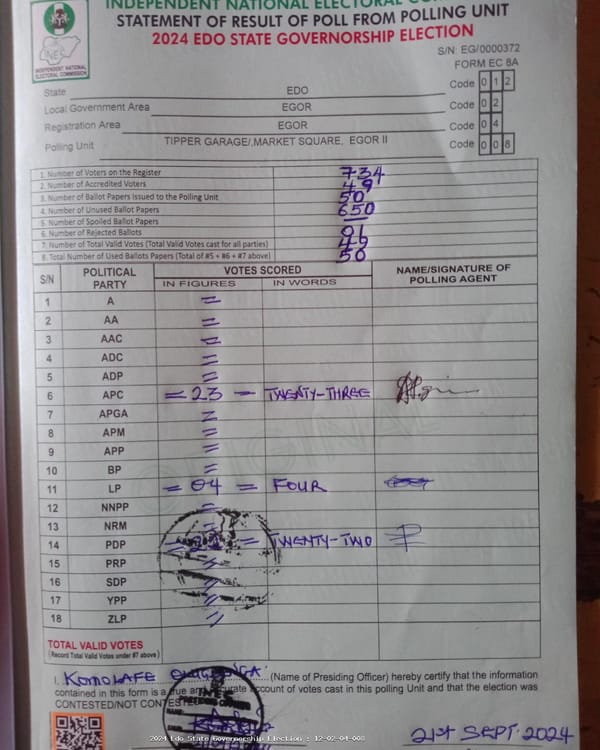 INDEPENDENT NATIONAL ELECTORAL
STATEMENT OF RESULT OF POLL FROM POLLING UNIT
2024 EDO STATE GOVERNORSHIP ELECTION
INEC
INDEPENDENT NATIONAL
ELECTORAL COMMISSION
S/N: EG/0000372
FORM EC 8A
State EDO Code 0 1 2
Local Government Area EGOR Code 0 2
Registration Area EGOR Code 0 4
Polling Unit TIPPER GARAGE/,MARKET SQUARE, EGOR II Code 0 0 8
1. Number of Voters on the Register 734
2. Number of Accredited Voters 49
3. Number of Ballot Papers Issued to the Polling Unit 50
4. Number of Unused Ballot Papers 650
5. Number of Spoiled Ballot Papers —
6. Number of Rejected Ballots 01
7. Number of Total Valid Votes (Total Valid Votes cast for all parties) 49
8. Total Number of Used Ballots Papers (Total of #5 + #6 + #7 above) 50
S/N POLITICAL PARTY VOTES SCORED NAME/SIGNATURE OF POLLING AGENT
IN FIGURES IN WORDS
1 A =
2 AA =
3 AAC =
4 ADC =
5 ADP =
6 APC = 23 - TWENTY-THREE
7 APGA =
8 APM =
9 APP =
10 BP =
11 LP = 04 = FOUR
12 NNPP =
13 NRM =
14 PDP = 22 = TWENTY-TWO
15 PRP =
16 SDP =
17 YPP =
18 ZLP =
TOTAL VALID VOTES
(Record Total Valid Votes under #7 above)
I, KOMOLAFE (Name of Presiding Officer) hereby certify that the information
contained in this form is a true and accurate account of votes cast in this polling unit and that the election was
CONTESTED/NOT CONTESTED
INEC
21ST SEPT. 2024
2024 Edo State Governorship Election : 12-02-04-008